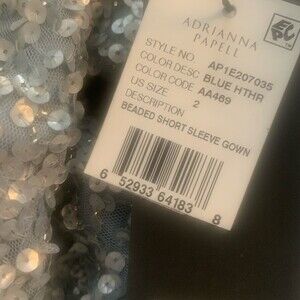 ADRIANNA
PAPELL
EPC
STYLE NO AP1E207035
COLOR DESC BLUE HTHR
COLOR CODE AA469
US SIZE 2
DESCRIPTION
BEADED SHORT SLEEVE GOWN
6 52933 64183 8